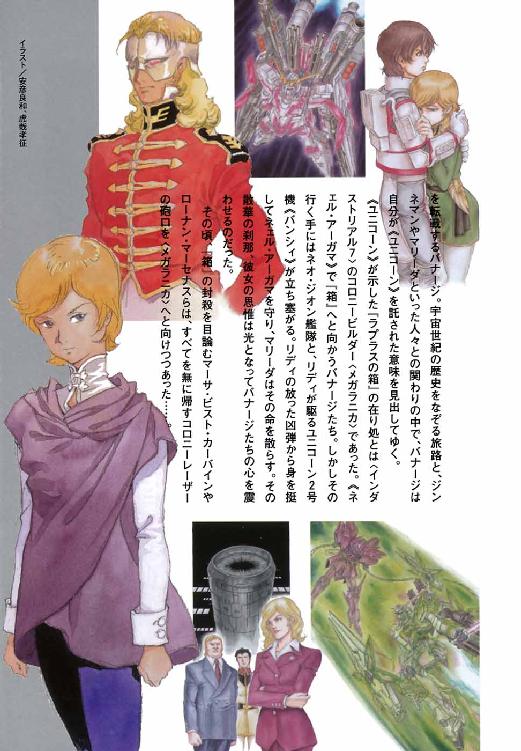 を転戦するバナージ。宇宙世紀の歴史をなぞる旅路と、ジン
ネマンやマリーダといった人々との関わりの中で、バナージは
自分が《ユニコーン》を託された意味を見出してゆく。
《ユニコーン》が示した「ラプラスの箱」の在り処とは〈インダ
ストリアル7〉のコロニービルダー〈メガラニカ〉であった。《ネ
ェル・アーガマ》で「箱」へと向かうバナージたち。しかしその
行く手にはネオ・ジオン艦隊と、リディが駆るユニコーン2号
機《バンシィ》が立ち塞がる。リディの放った凶弾から身を挺
してネェル・アーガマを守り、マリーダはその命を散らす。その
散華の刹那、彼女の思惟は光となってバナージたちの心を震
わせるのだった。
その頃、「箱」の封殺を目論むマーサ・ビスト・カーバインや
ローナン・マーセナスらは、すべてを無に帰すコロニーレーザー
の砲口を〈メガラニカ〉へと向けつつあった……。
イラスト／安彦良和、虎哉孝征